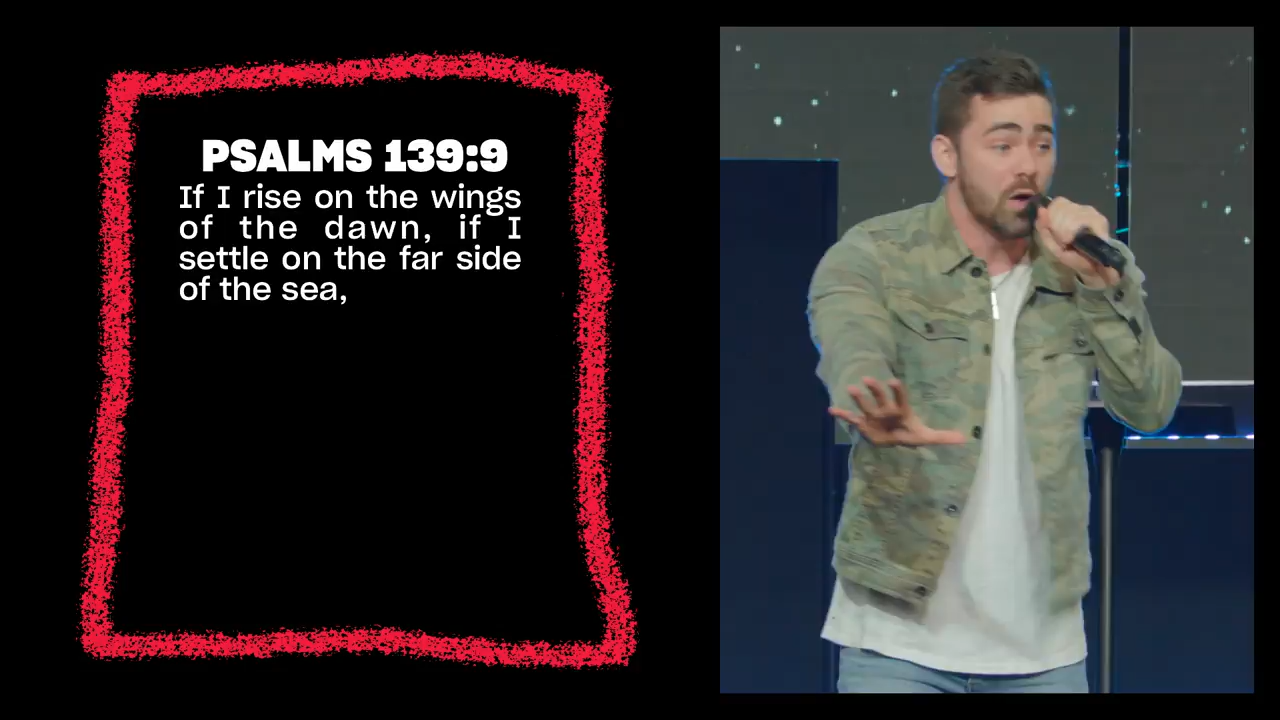 PSALMS 139:9
If I rise on the wings
of the dawn, if I
settle on the far side
of the sea,